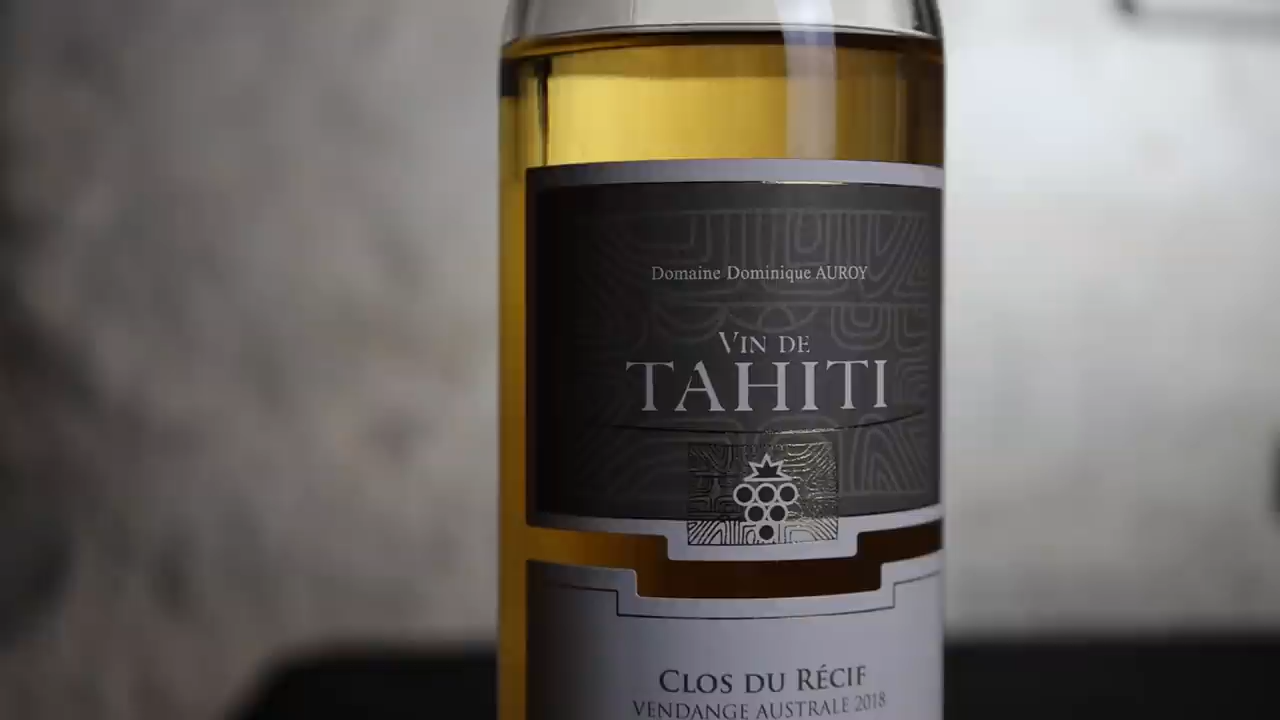 Domaine Dominique AUROY
VIN DE
TAHITI
CLOS DU RÉCIF
VENDANGE AUSTRALE 2018